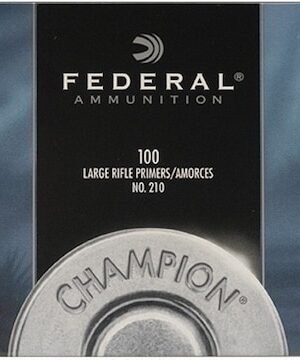 FEDERAL®
AMMUNITION
100
LARGE RIFLE PRIMERS/AMORCES
NO. 210
CHAMPION